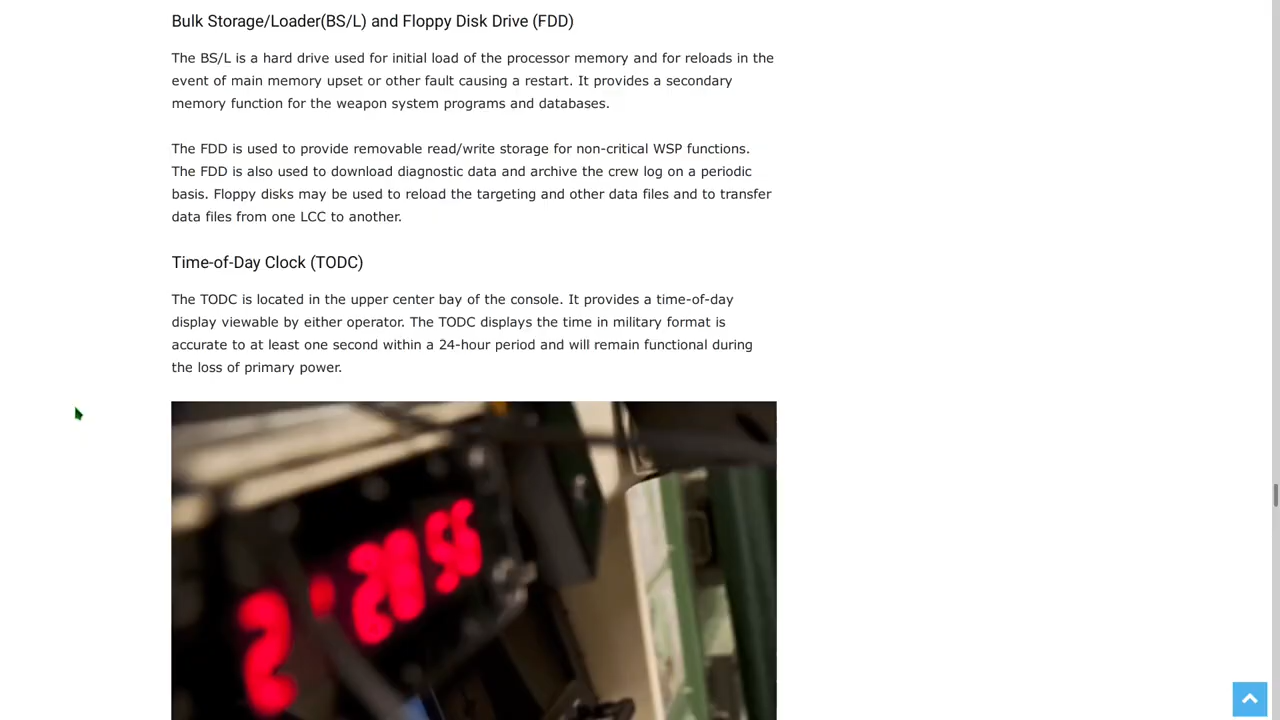 Bulk Storage/Loader(BS/L) and Floppy Disk Drive (FDD)
The BS/L is a hard drive used for initial load of the processor memory and for reloads in the
event of main memory upset or other fault causing a restart. It provides a secondary
memory function for the weapon system programs and databases.
The FDD is used to provide removable read/write storage for non-critical WSP functions.
The FDD is also used to download diagnostic data and archive the crew log on a periodic
basis. Floppy disks may be used to reload the targeting and other data files and to transfer
data files from one LCC to another.
Time-of-Day Clock (TODC)
The TODC is located in the upper center bay of the console. It provides a time-of-day
display viewable by either operator. The TODC displays the time in military format is
accurate to at least one second within a 24-hour period and will remain functional during
the loss of primary power.